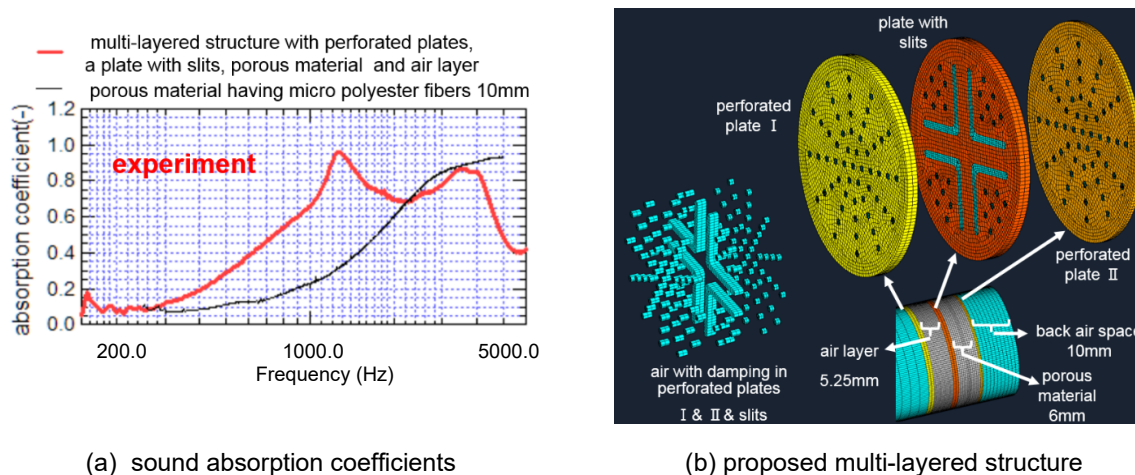 multi-layered structure with perforated plates,
a plate with slits, porous material and air layer
porous material having micro polyester fibers 10mm
absorption coefficient(-)
1.2
1.0
0.8
0.6
0.4
0.2
0.0
experiment
200.0
1000.0
5000.0
Frequency (Hz)
(a) sound absorption coefficients
plate with
slits
perforated
plate Ⅰ
perforated
plate Ⅱ
air with damping in
perforated plates
Ⅰ & Ⅱ & slits
air layer
5.25mm
back air space
10mm
porous
material
6mm
(b) proposed multi-layered structure